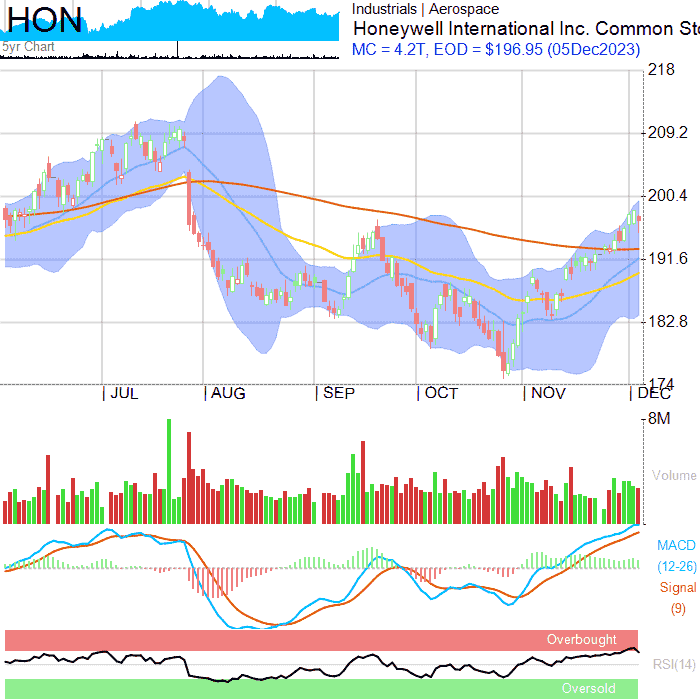 HON
5yr Chart
Industrials | Aerospace
Honeywell International Inc. Common Sto
MC = 4.2T, EOD = $196.95 (05Dec2023)
218
209.2
200.4
191.6
182.8
174
JUL AUG SEP OCT NOV DEC
8M
Volume
MACD
(12-26)
Signal
(9)
Overbought
RSI(14)
Oversold